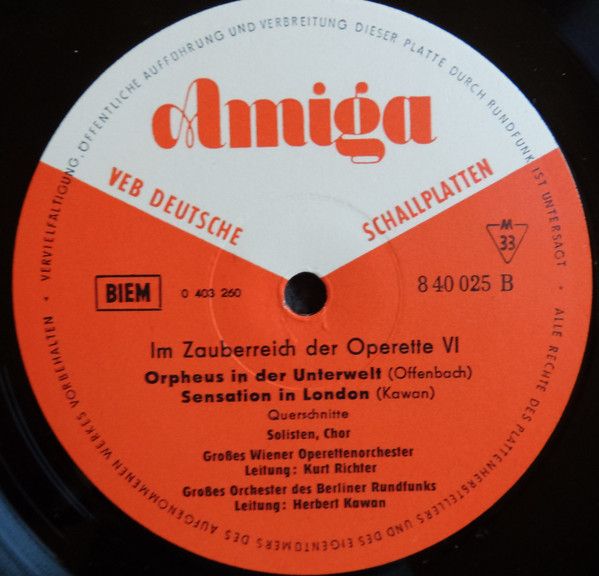 Amiga
VEB DEUTSCHE SCHALLPLATTEN
BIEM
0 403 260
M
33
8 40 025 B
Im Zauberreich der Operette VI
Orpheus in der Unterwelt (Offenbach)
Sensation in London (Kawan)
Querschnitte
Solisten, Chor
Großes Wiener Operettenorchester
Leitung: Kurt Richter
Großes Orchester des Berliner Rundfunks
Leitung: Herbert Kawan
ALLE RECHTE DES PLATTENHERSTELLERS UND DES EIGENTÜMERS DES AUFGENOMMENEN WERKES VORBEHALTEN • VERVIELFÄLTIGUNG, ÖFFENTLICHE AUFFÜHRUNG UND VERBREITUNG DIESER PLATTE DURCH RUNDFUNK IST UNTERSAGT •